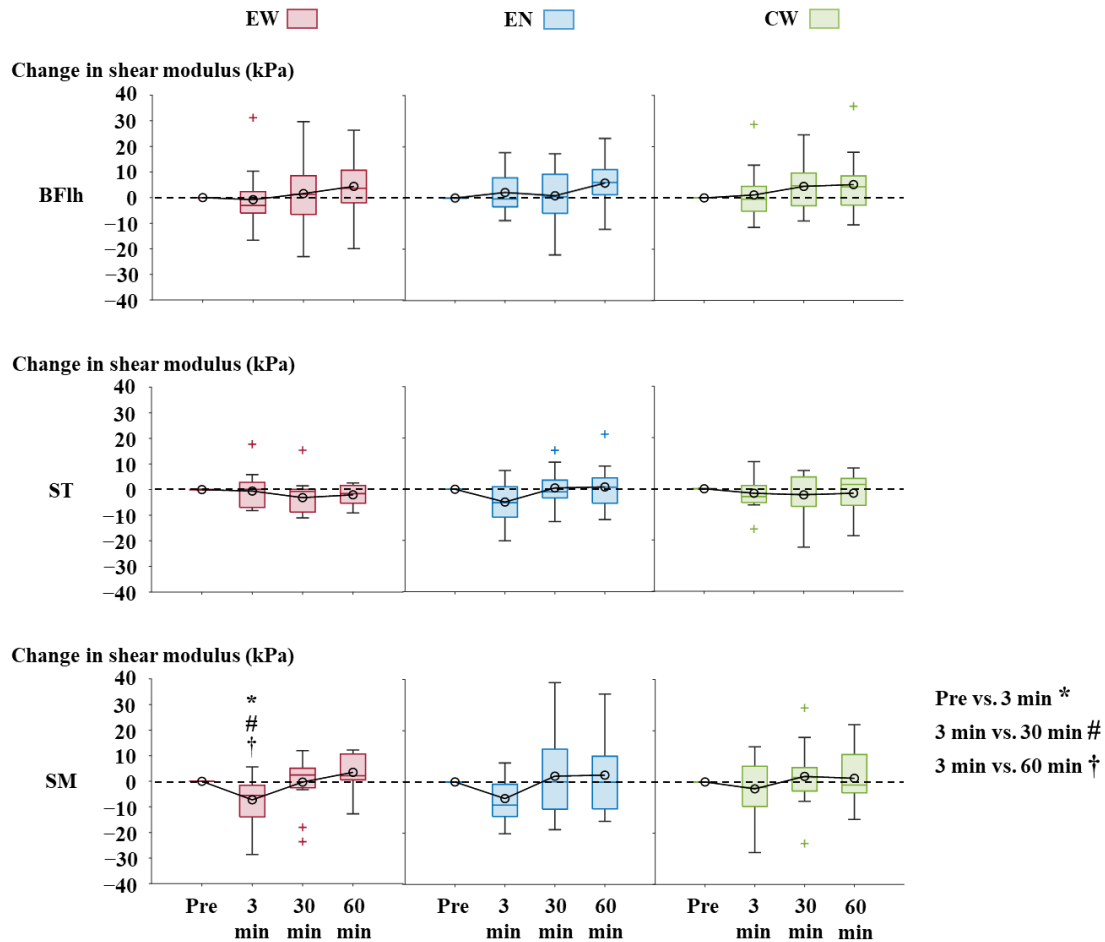 EW EN CW
Change in shear modulus (kPa)
BFlh
40
30
20
10
0
−10
−20
−30
−40
Change in shear modulus (kPa)
ST
40
30
20
10
0
−10
−20
−30
−40
Change in shear modulus (kPa)
SM
40
30
20
10
0
−10
−20
−30
−40
*
#
†
Pre vs. 3 min *
3 min vs. 30 min #
3 min vs. 60 min †
Pre 3 30 60 Pre 3 30 60 Pre 3 30 60
min min min min min min min min min